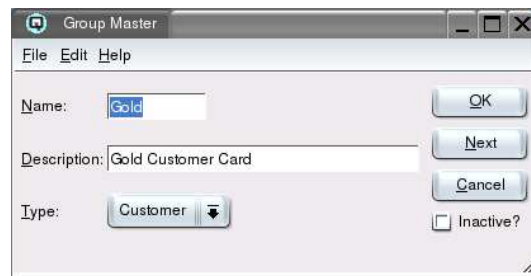 Group Master
File Edit Help
Name: Gold
OK
Next
Description: Gold Customer Card
Cancel
Type: Customer
Inactive?